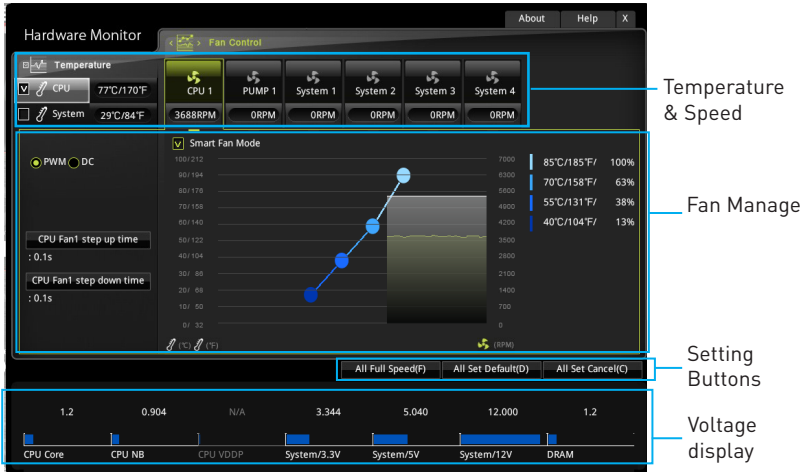 About Help X
Hardware Monitor
Fan Control
Temperature
CPU 77℃/170℉
System 29℃/84℉
CPU 1 PUMP 1 System 1 System 2 System 3 System 4
3688RPM 0RPM 0RPM 0RPM 0RPM 0RPM
Temperature
& Speed
Smart Fan Mode
PWM DC
CPU Fan1 step up time
: 0.1s
CPU Fan1 step down time
: 0.1s
100/212 7000
90/194 6300
80/176 5600
70/158 4900
60/140 4200
50/122 3500
40/104 2800
30/ 86 2100
20/ 68 1400
10/ 50 700
0/ 32 0
(℃) (℉) (RPM)
85℃/185℉/ 100%
70℃/158℉/ 63%
55℃/131℉/ 38%
40℃/104℉/ 13%
Fan Manage
All Full Speed(F) All Set Default(D) All Set Cancel(C)
Setting
Buttons
1.2 0.904 N/A 3.344 5.040 12.000 1.2
CPU Core CPU NB CPU VDDP System/3.3V System/5V System/12V DRAM
Voltage
display